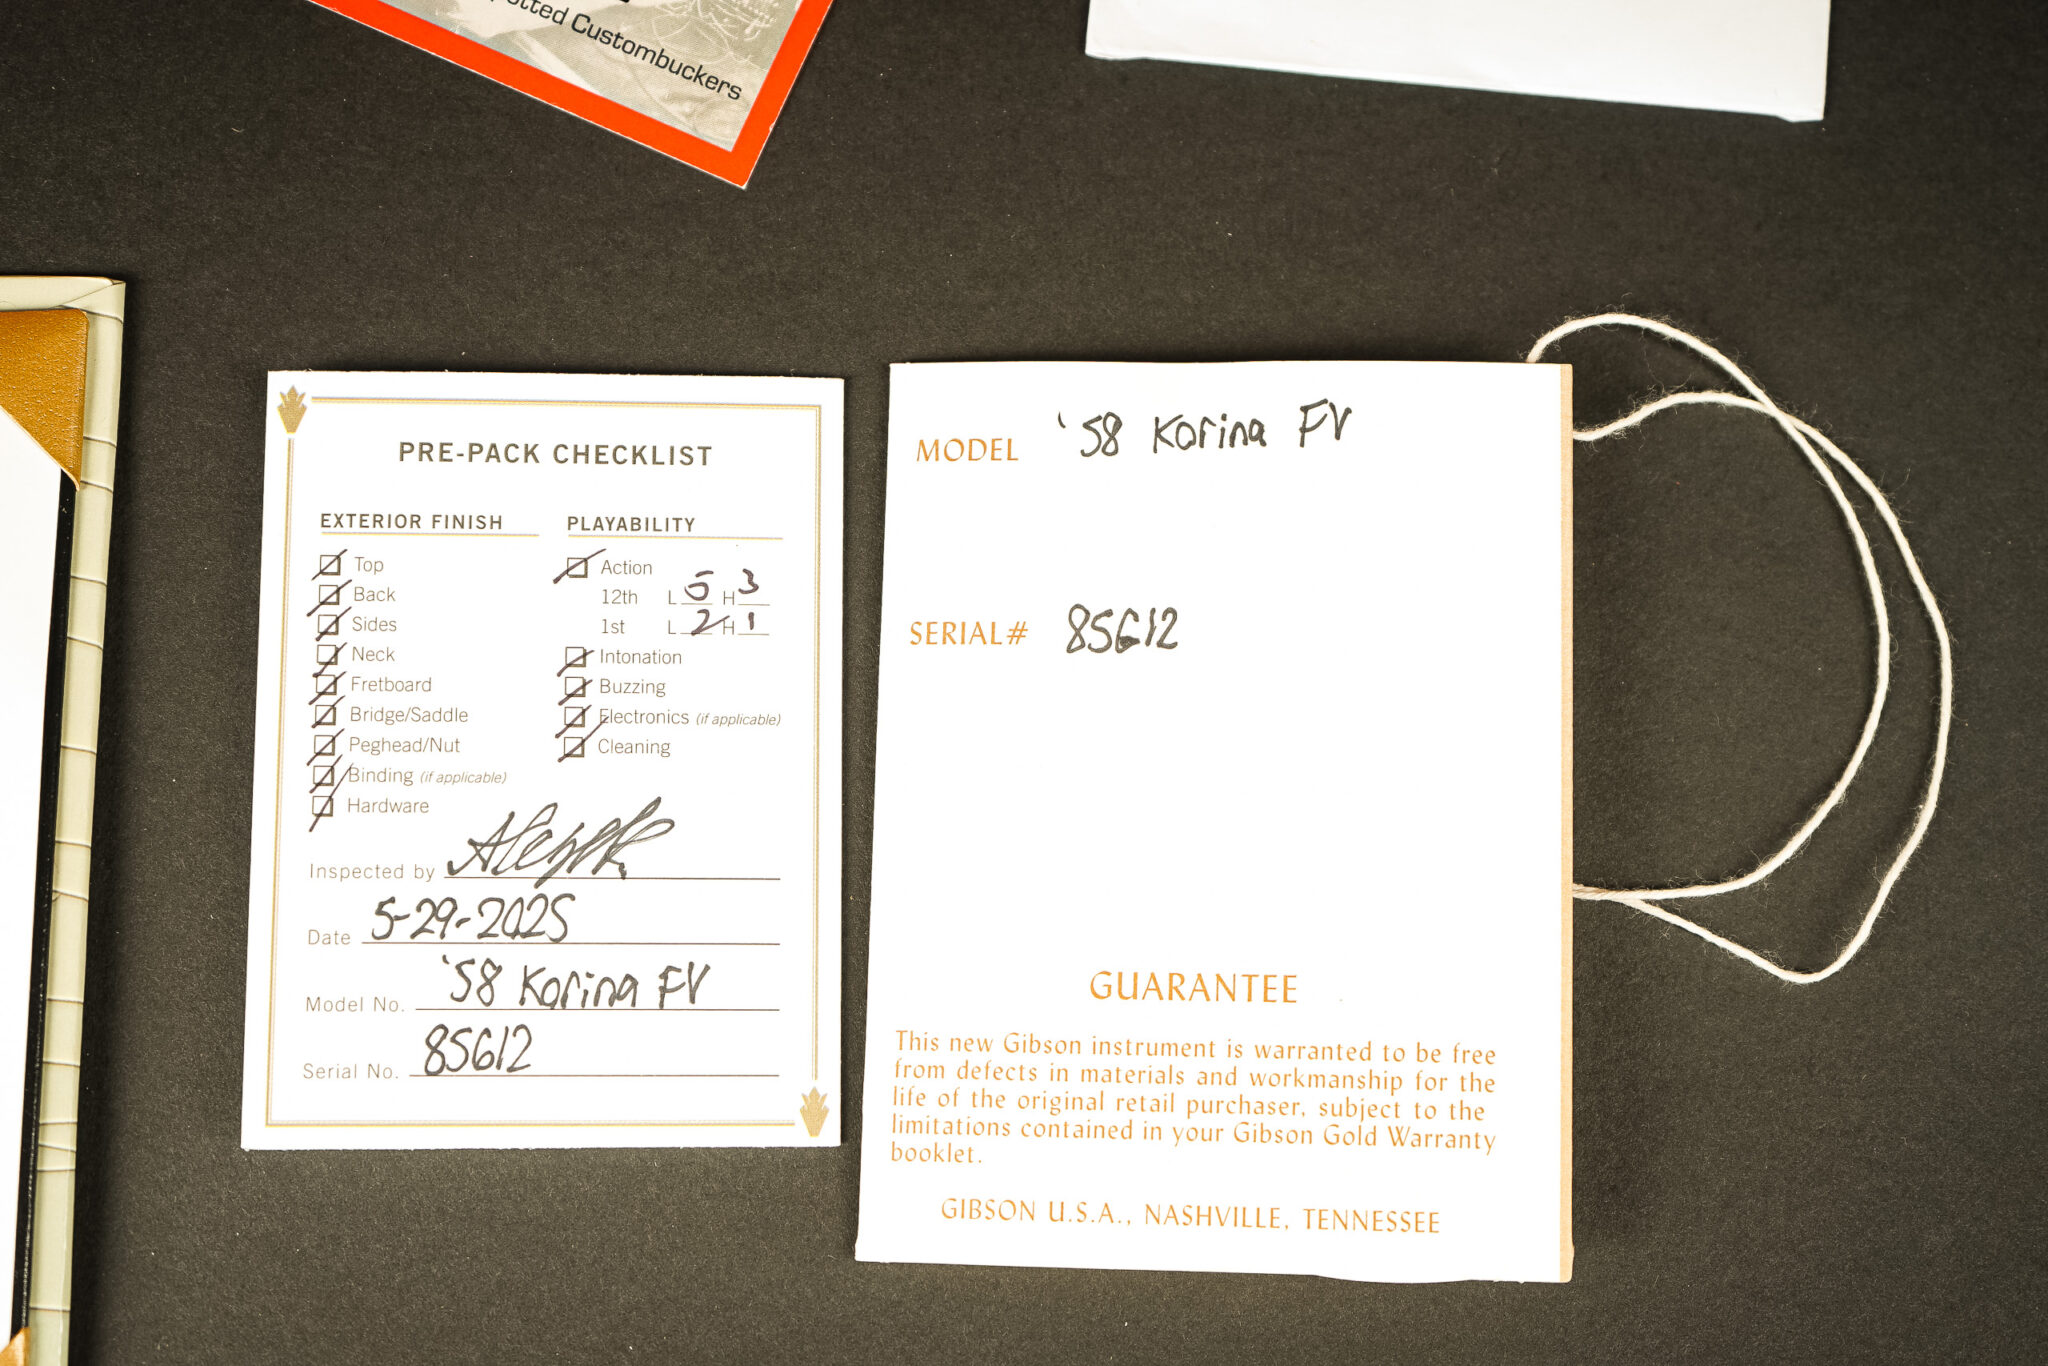 Custombuckers
PRE-PACK CHECKLIST
EXTERIOR FINISH
Top
Back
Sides
Neck
Fretboard
Bridge/Saddle
Peghead/Nut
Binding (if applicable)
Hardware
PLAYABILITY
Action
12th L 5 H 3
1st L 2 H 1
Intonation
Buzzing
Electronics (if applicable)
Cleaning
Inspected by
Date 5-29-2025
Model No. '58 Korina FV
Serial No. 85612
MODEL '58 Korina FV
SERIAL# 85612
GUARANTEE
This new Gibson instrument is warranted to be free
from defects in materials and workmanship for the
life of the original retail purchaser, subject to the
limitations contained in your Gibson Gold Warranty
booklet.
GIBSON U.S.A., NASHVILLE, TENNESSEE